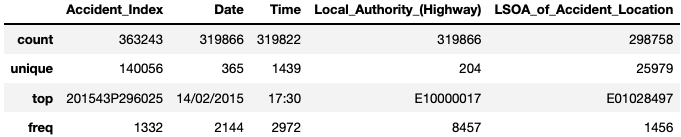 Accident_Index Date Time Local_Authority_(Highway) LSOA_of_Accident_Location
count 363243 319866 319822 319866 298758
unique 140056 365 1439 204 25979
top 201543P296025 14/02/2015 17:30 E10000017 E01028497
freq 1332 2144 2972 8457 1456